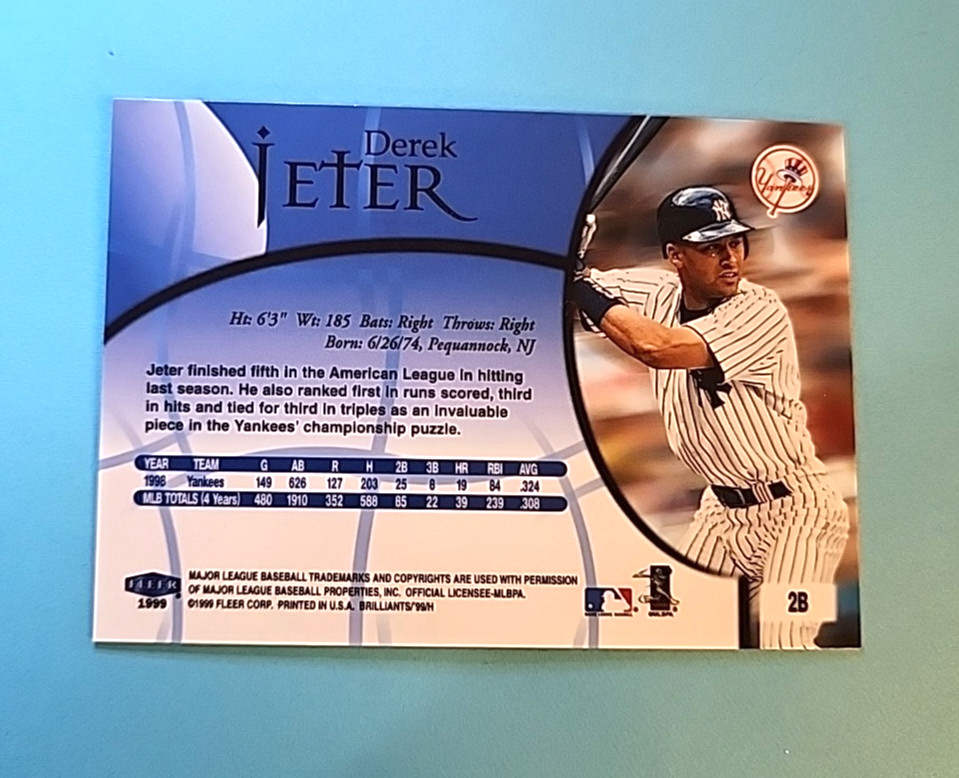 Derek
JETER
Yankees
NY
Ht: 6'3" Wt: 185 Bats: Right Throws: Right
Born: 6/26/74, Pequannock, NJ
Jeter finished fifth in the American League in hitting
last season. He also ranked first in runs scored, third
in hits and tied for third in triples as an invaluable
piece in the Yankees' championship puzzle.
YEAR TEAM G AB R H 2B 3B HR RBI AVG
1998 Yankees 149 626 127 203 25 8 19 84 .324
MLB TOTALS (4 Years) 480 1910 352 588 85 22 39 239 .308
FLEER
1999
MAJOR LEAGUE BASEBALL TRADEMARKS AND COPYRIGHTS ARE USED WITH PERMISSION
OF MAJOR LEAGUE BASEBALL PROPERTIES, INC. OFFICIAL LICENSEE-MLBPA.
©1999 FLEER CORP. PRINTED IN U.S.A. BRILLIANTS/'99/H
2B